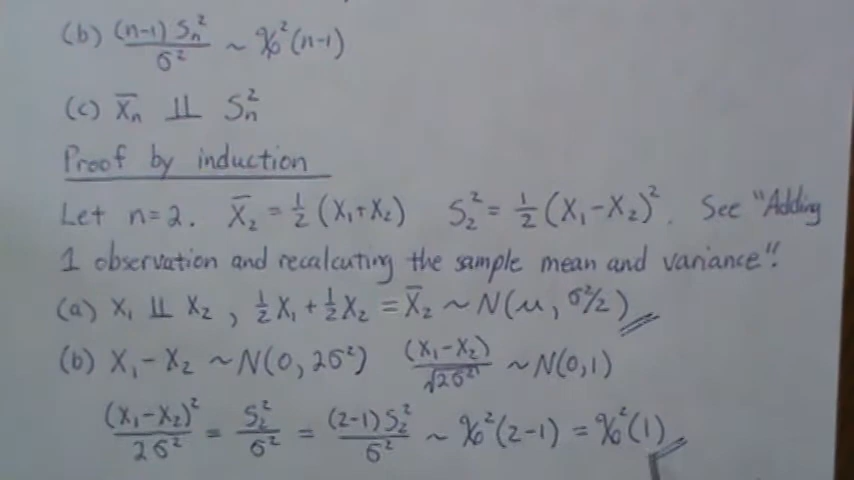 (b) (n-1) Sₙ² / σ² ~ χ²(n-1)
(c) X̄ₙ ⫫ Sₙ²
Proof by induction
Let n=2. X̄₂ = ½ (X₁+X₂) S₂² = ½ (X₁-X₂)². See "Adding
1 observation and recalcuting the sample mean and variance".
(a) X₁ ⫫ X₂, ½X₁ + ½X₂ = X̄₂ ~ N(μ, σ²/2)
(b) X₁-X₂ ~ N(0, 2σ²) (X₁-X₂) / √2σ² ~ N(0,1)
(X₁-X₂)² / 2σ² = S₂² / σ² = (2-1) S₂² / σ² ~ χ²(2-1) = χ²(1)